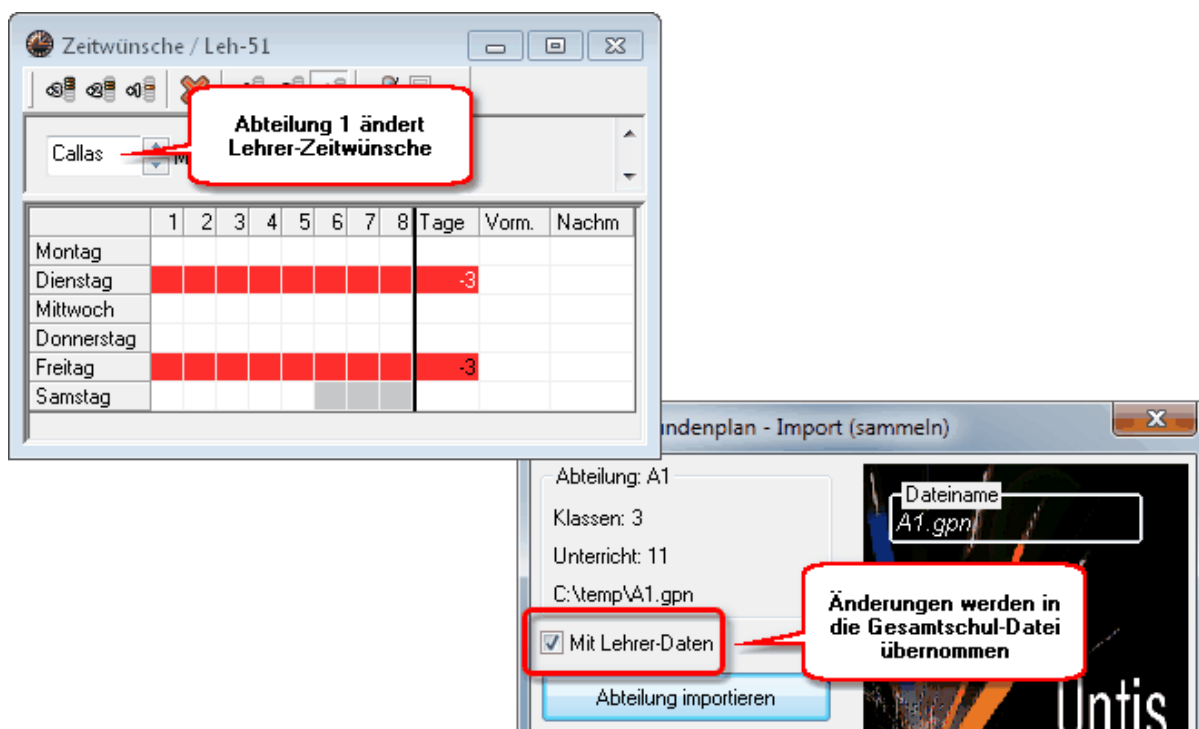 Zeitwünsche / Leh-51
Abteilung 1 ändert
Lehrer-Zeitwünsche
Callas
1 2 3 4 5 6 7 8 Tage Vorm. Nachm
Montag
Dienstag -3
Mittwoch
Donnerstag
Freitag -3
Samstag
undenplan - Import (sammeln)
Abteilung: A1
Klassen: 3
Unterricht: 11
C:\temp\A1.gpn
Mit Lehrer-Daten
Abteilung importieren
Dateiname
A1.gpn
Änderungen werden in
die Gesamtschul-Datei
übernommen
Untis